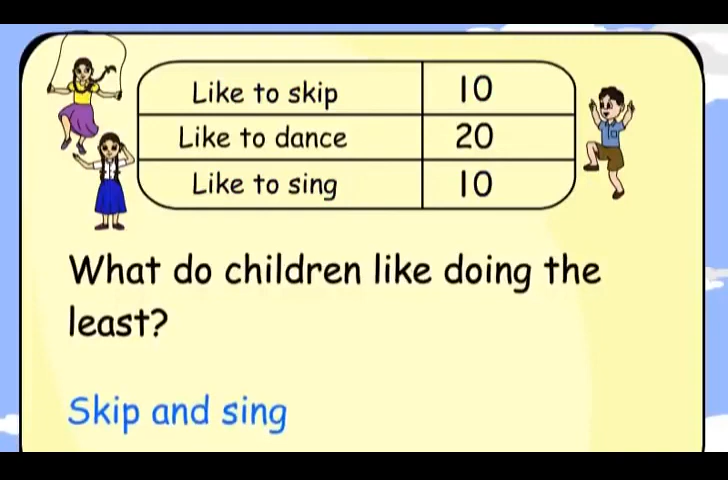 Like to skip 10
Like to dance 20
Like to sing 10
What do children like doing the
least?
Skip and sing